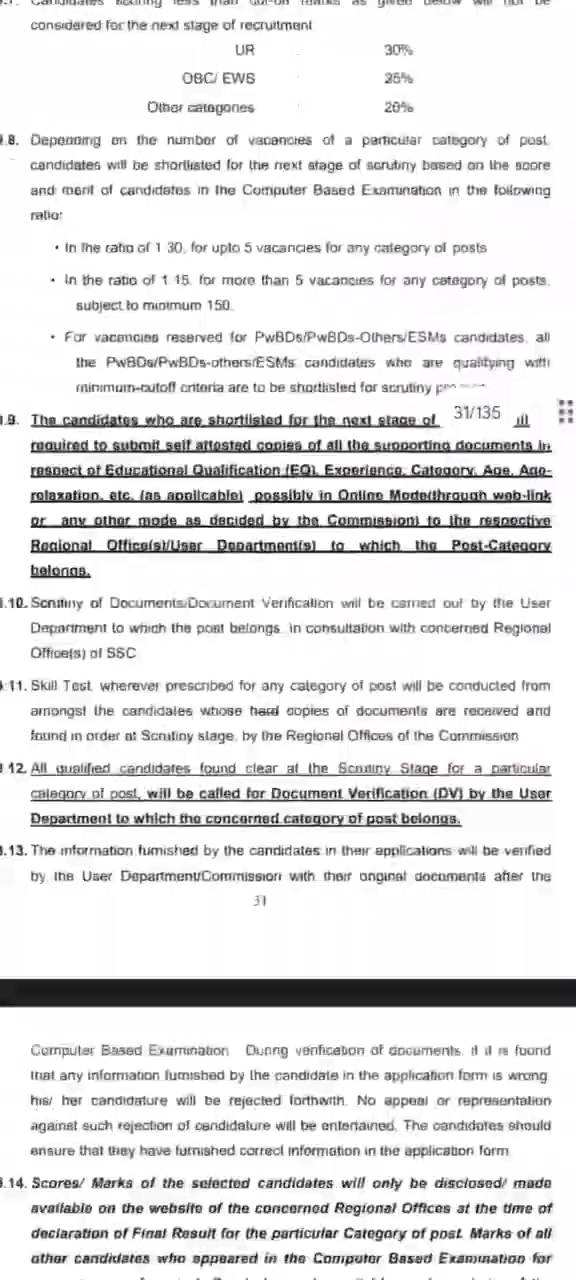 Candidates scoring less than cut-off marks as given below will not be
considered for the next stage of recruitment
UR 30%
OBC/ EWS 25%
Other categories 20%
.8. Depending on the number of vacancies of a particular category of post,
candidates will be shortlisted for the next stage of scrutiny based on the score
and merit of candidates in the Computer Based Examination in the following
ratio:
• In the ratio of 1:30, for upto 5 vacancies for any category of posts
• In the ratio of 1:15, for more than 5 vacancies for any category of posts,
subject to minimum 150.
• For vacancies reserved for PwBDs/PwBDs-Others/ESMs candidates, all
the PwBDs/PwBDs-others/ESMs candidates who are qualifying with
minimum-cutoff criteria are to be shortlisted for scrutiny
.9. The candidates who are shortlisted for the next stage of
31/135
required to submit self attested copies of all the supporting documents in
respect of Educational Qualification (EQ), Experience, Category, Age, Age-
relaxation, etc. (as applicable) possibly in Online Mode(through web-link
or any other mode as decided by the Commission) to the respective
Regional Office(s)/User Department(s) to which the Post-Category
belongs.
.10. Scrutiny of Documents/Document Verification will be carried out by the User
Department to which the post belongs, in consultation with concerned Regional
Office(s) of SSC
.11. Skill Test, wherever prescribed for any category of post will be conducted from
amongst the candidates whose hard copies of documents are received and
found in order at Scrutiny stage, by the Regional Offices of the Commission
.12. All qualified candidates found clear at the Scrutiny Stage for a particular
category of post, will be called for Document Verification (DV) by the User
Department to which the concerned category of post belongs.
.13. The information furnished by the candidates in their applications will be verified
by the User Department/Commission with their original documents after the
31
Computer Based Examination. During verification of documents, if it is found
that any information furnished by the candidate in the application form is wrong,
his/ her candidature will be rejected forthwith. No appeal or representation
against such rejection of candidature will be entertained. The candidates should
ensure that they have furnished correct information in the application form
.14. Scores/ Marks of the selected candidates will only be disclosed/ made
available on the website of the concerned Regional Offices at the time of
declaration of Final Result for the particular Category of post. Marks of all
other candidates who appeared in the Computer Based Examination for